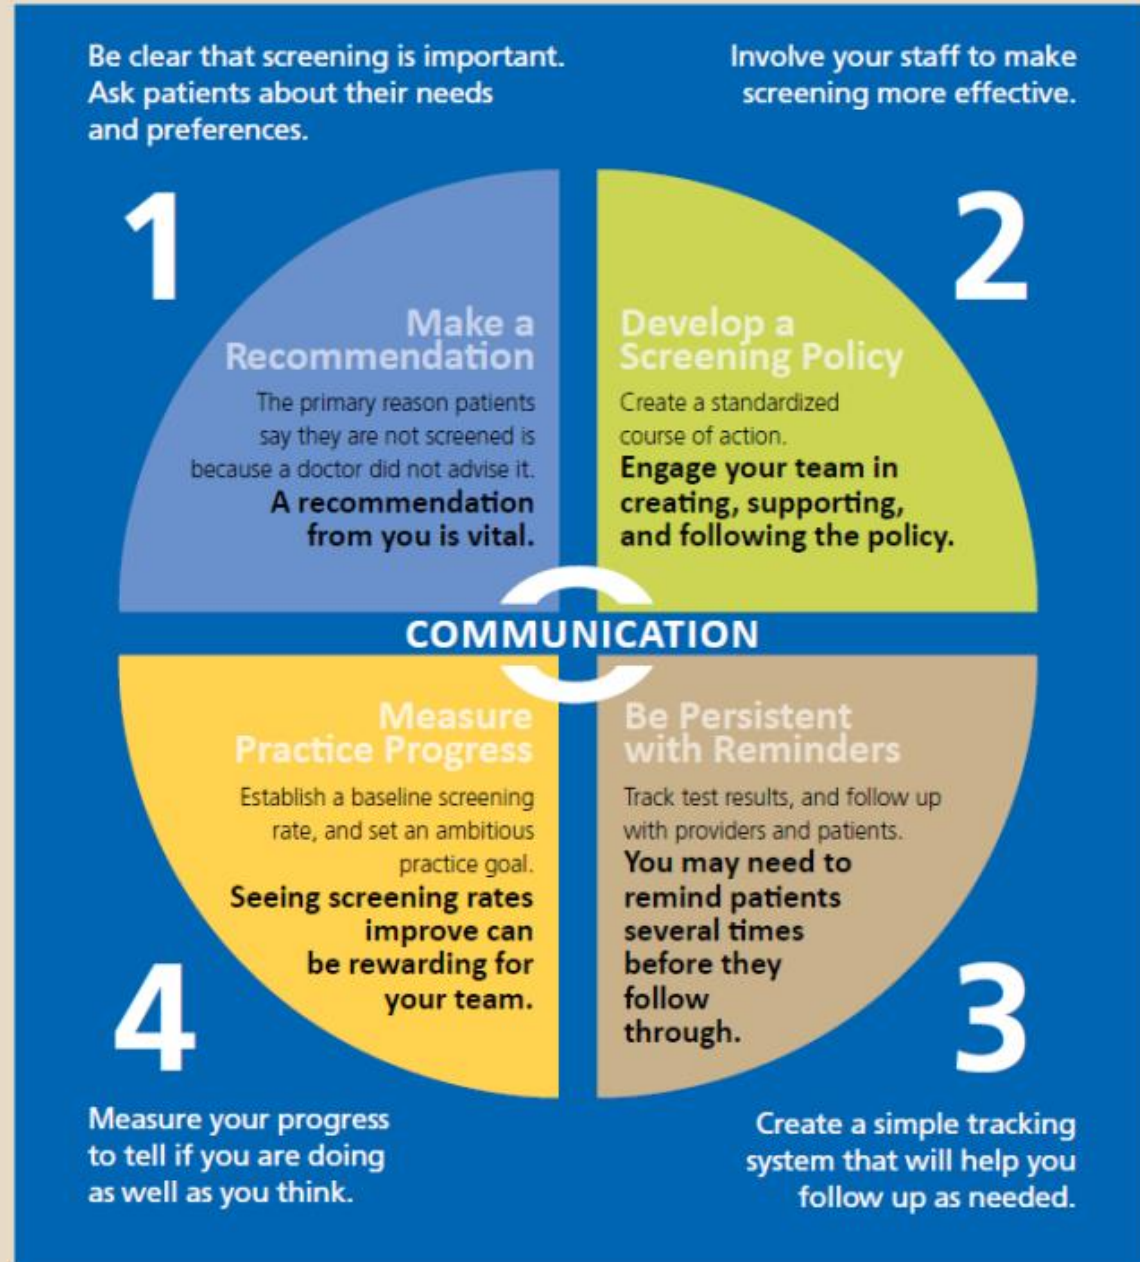 Be clear that screening is important.
Ask patients about their needs
and preferences.
1
Make a
Recommendation
The primary reason patients
say they are not screened is
because a doctor did not advise it.
A recommendation
from you is vital.
Involve your staff to make
screening more effective.
2
Develop a
Screening Policy
Create a standardized
course of action.
Engage your team in
creating, supporting,
and following the policy.
COMMUNICATION
Be Persistent
with Reminders
Track test results, and follow up
with providers and patients.
You may need to
remind patients
several times
before they
follow
through.
3
Create a simple tracking
system that will help you
follow up as needed.
Measure
Practice Progress
Establish a baseline screening
rate, and set an ambitious
practice goal.
Seeing screening rates
improve can
be rewarding for
your team.
4
Measure your progress
to tell if you are doing
as well as you think.